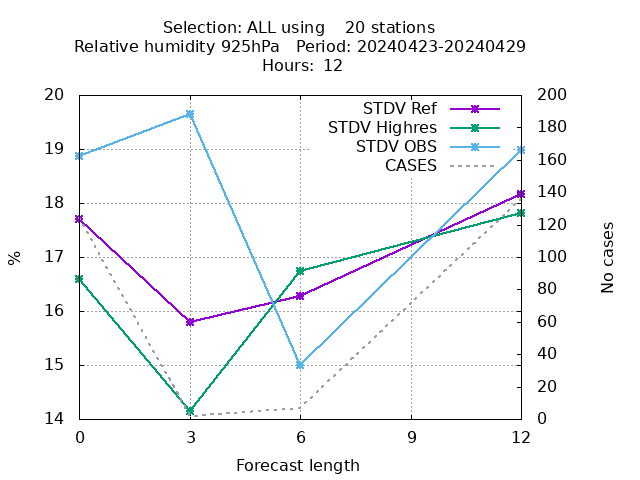 Selection: ALL using    20 stations
Relative humidity 925hPa   Period: 20240423-20240429
Hours: 12
STDV Ref
STDV Highres
STDV OBS
CASES
20
19
18
17
16
15
14
%
200
180
160
140
120
100
80
60
40
20
0
No cases
0 3 6 9 12
Forecast length